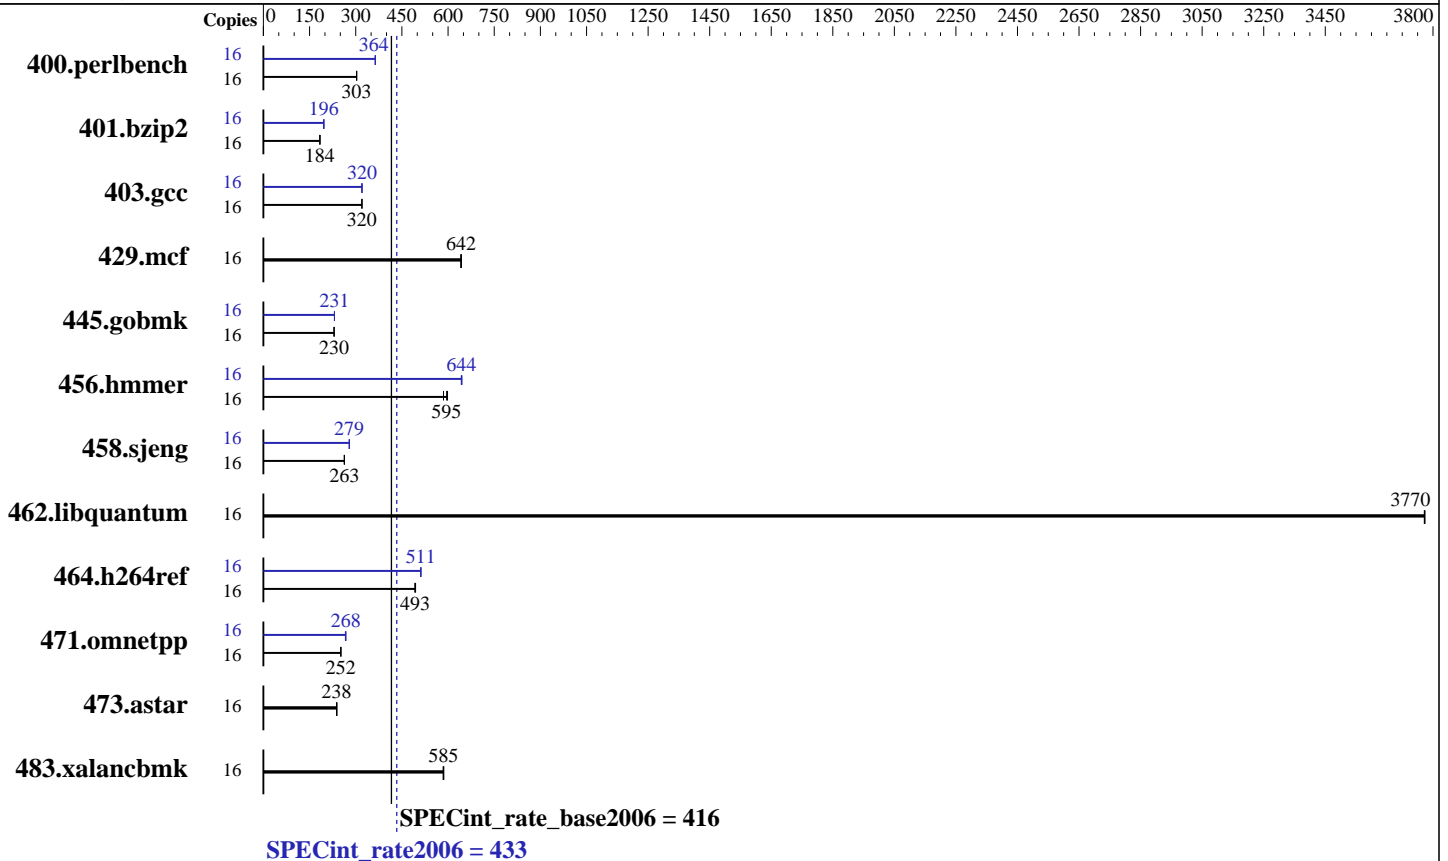 Copies 0 150 300 450 600 750 900 1050 1250 1450 1650 1850 2050 2250 2450 2650 2850 3050 3250 3450 3800
400.perlbench 16 364
16 303
401.bzip2 16 196
16 184
403.gcc 16 320
16 320
429.mcf 16 642
445.gobmk 16 231
16 230
456.hmmer 16 644
16 595
458.sjeng 16 279
16 263
462.libquantum 16 3770
464.h264ref 16 511
16 493
471.omnetpp 16 268
16 252
473.astar 16 238
483.xalancbmk 16 585
SPECint_rate_base2006 = 416
SPECint_rate2006 = 433